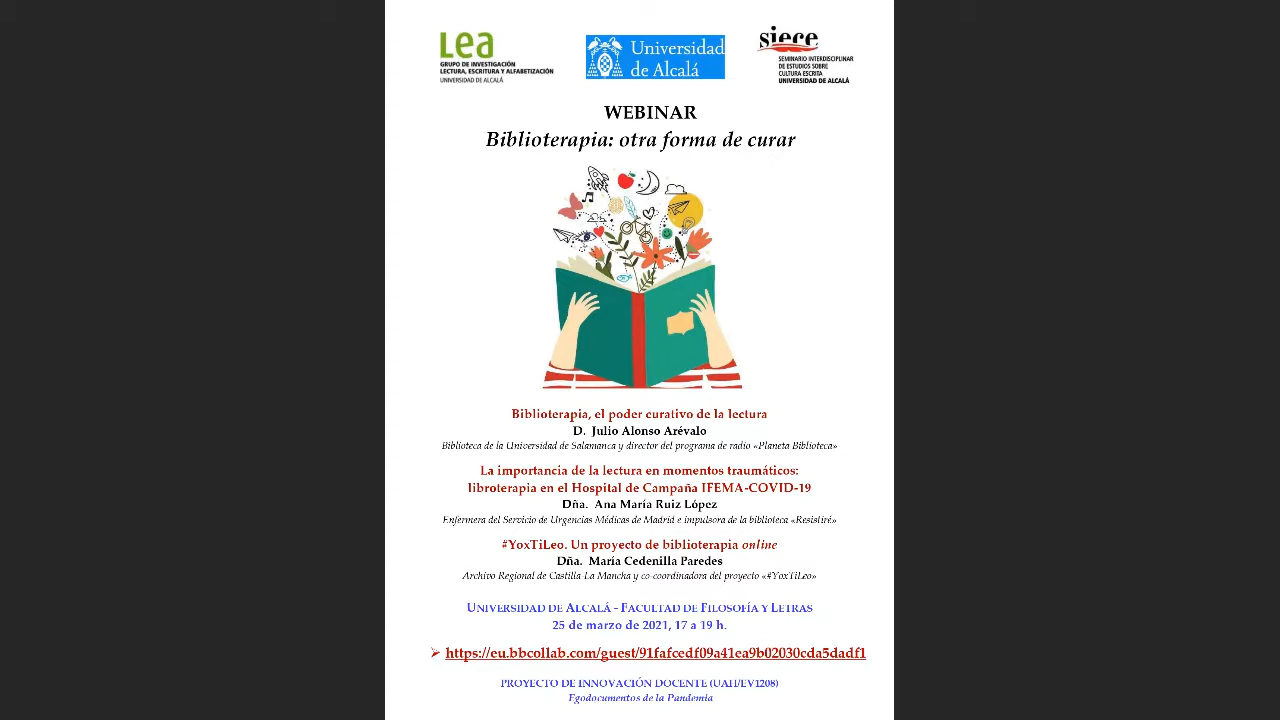 Lea
GRUPO DE INVESTIGACIÓN
LECTURA, ESCRITURA Y ALFABETIZACIÓN
UNIVERSIDAD DE ALCALÁ
Universidad
de Alcalá
siece
SEMINARIO INTERDISCIPLINAR
DE ESTUDIOS SOBRE
CULTURA ESCRITA
UNIVERSIDAD DE ALCALÁ
WEBINAR
Biblioterapia: otra forma de curar
Biblioterapia, el poder curativo de la lectura
D. Julio Alonso Arévalo
Biblioteca de la Universidad de Salamanca y director del programa de radio «Planeta Biblioteca»
La importancia de la lectura en momentos traumáticos:
libroterapia en el Hospital de Campaña IFEMA-COVID-19
Dña. Ana María Ruiz López
Enfermera del Servicio de Urgencias Médicas de Madrid e impulsora de la biblioteca «Resistiré»
#YoxTiLeo. Un proyecto de biblioterapia online
Dña. María Cedenilla Paredes
Archivo Regional de Castilla-La Mancha y co-coordinadora del proyecto «#YoxTiLeo»
UNIVERSIDAD DE ALCALÁ - FACULTAD DE FILOSOFÍA Y LETRAS
25 de marzo de 2021, 17 a 19 h.
➢ https://eu.bbcollab.com/guest/91fafcedf09a41ea9b02030cda5dadf1
PROYECTO DE INNOVACIÓN DOCENTE (UAH/EV1208)
Egodocumentos de la Pandemia